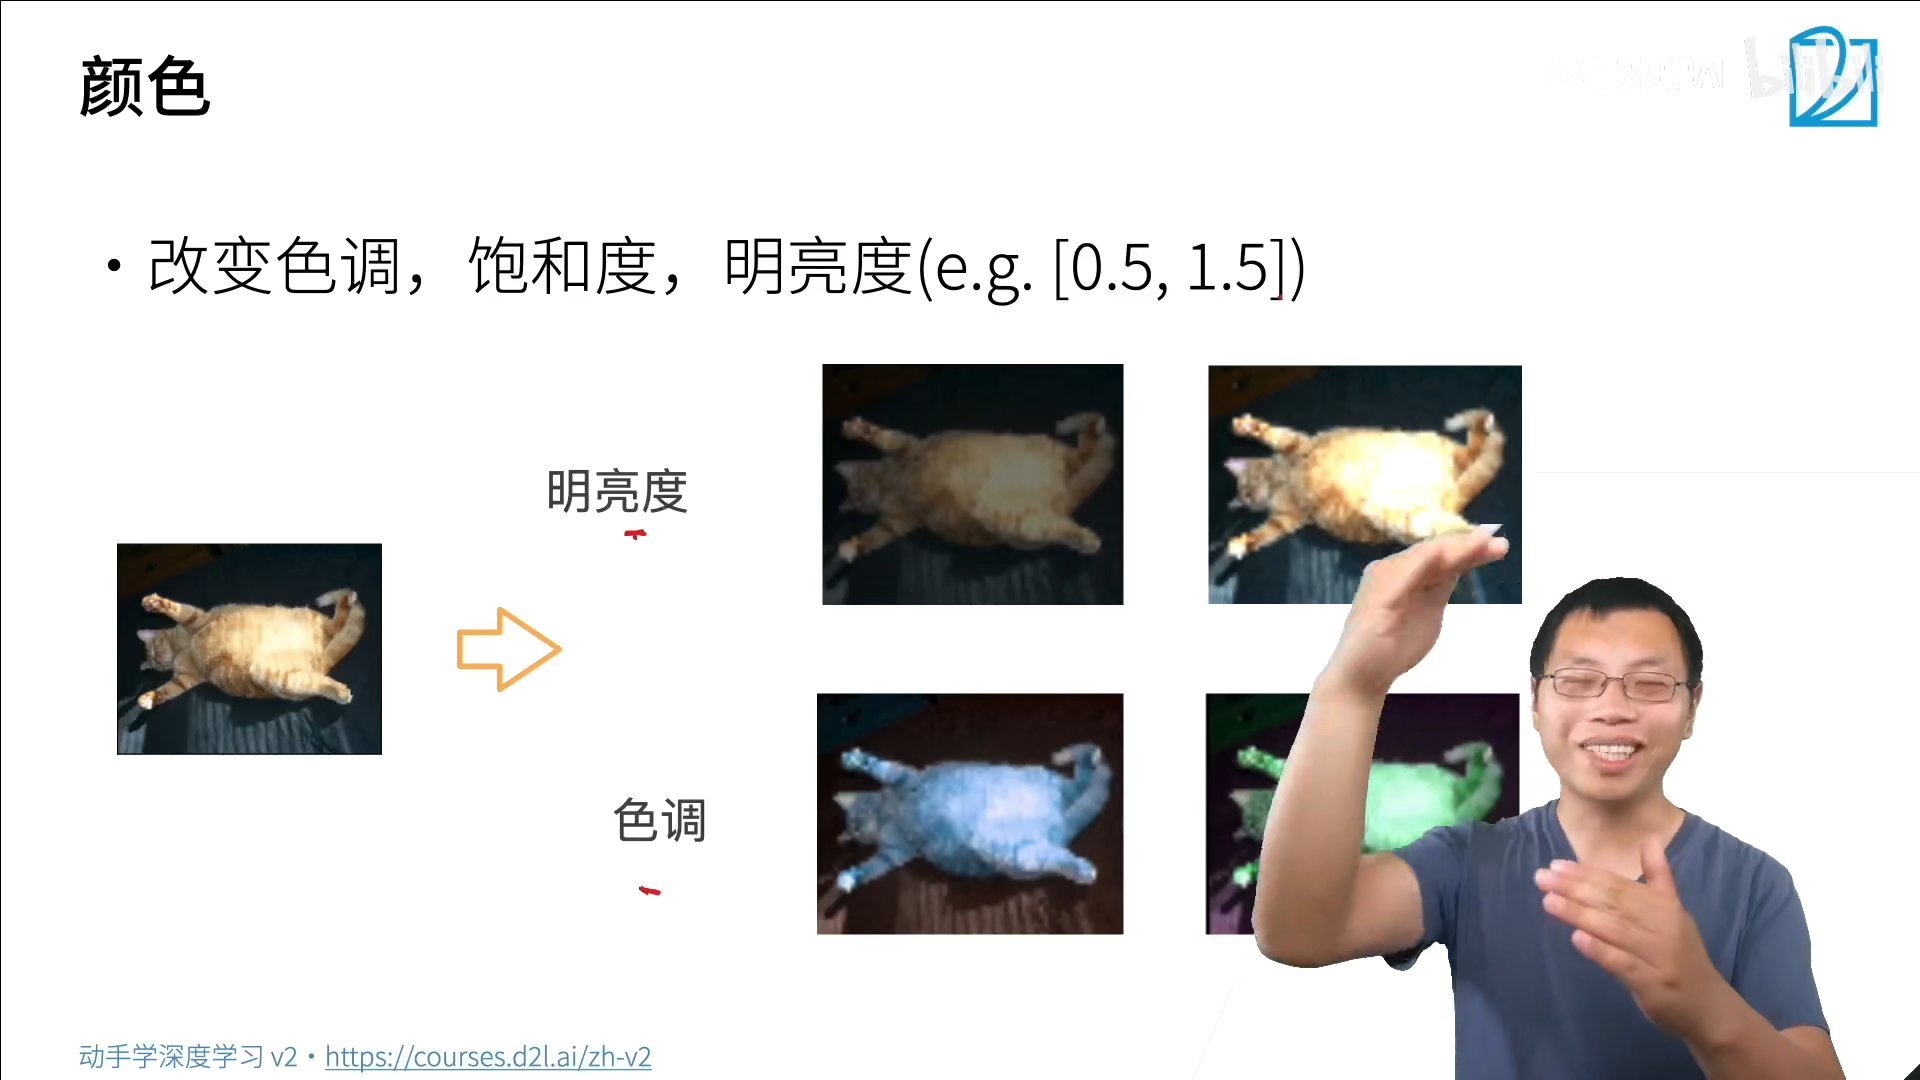 颜色
bilibili
• 改变色调，饱和度，明亮度(e.g. [0.5, 1.5])
明亮度
色调
动手学深度学习 v2 • https://courses.d2l.ai/zh-v2